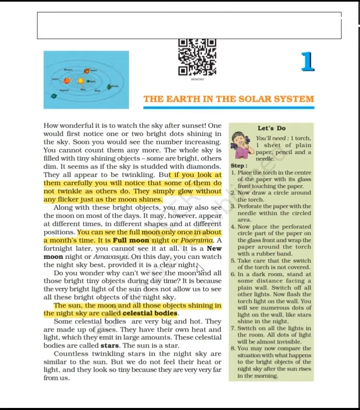 1
THE EARTH IN THE SOLAR SYSTEM
How wonderful it is to watch the sky after sunset! One
would first notice one or two bright dots shining in
the sky. Soon you would see the number increasing.
You cannot count them any more. The whole sky is
filled with tiny shining objects – some are bright, others
dim. It seems as if the sky is studded with diamonds.
They all appear to be twinkling. But if you look at
them carefully you will notice that some of them do
not twinkle as others do. They simply glow without
any flicker just as the moon shines.
Along with these bright objects, you may also see
the moon on most of the days. It may, however, appear
at different times, in different shapes and at different
positions. You can see the full moon only once in about
a month's time. It is Full moon night or Poornima. A
fortnight later, you cannot see it at all. It is a New
moon night or Amavasya. On this day, you can watch
the night sky best, provided it is a clear night.
Do you wonder why can't we see the moon and all
those bright tiny objects during day time? It is because
the very bright light of the sun does not allow us to see
all these bright objects of the night sky.
The sun, the moon and all those objects shining in
the night sky are called celestial bodies.
Some celestial bodies are very big and hot. They
are made up of gases. They have their own heat and
light, which they emit in large amounts. These celestial
bodies are called stars. The sun is a star.
Countless twinkling stars in the night sky are
similar to the sun. But we do not feel their heat or
light, and they look so tiny because they are very very far
from us.
Let's Do
You'll need : 1 torch,
1 sheet of plain
paper, pencil and a
needle.
Step :
1. Place the torch in the centre
of the paper with its glass
front touching the paper.
2. Now draw a circle around
the torch.
3. Perforate the paper with the
needle within the circled
area.
4. Now place the perforated
circle part of the paper on
the glass front and wrap the
paper around the torch
with a rubber band.
5. Take care that the switch
of the torch is not covered.
6. In a dark room, stand at
some distance facing a
plain wall. Switch off all
other lights. Now flash the
torch light on the wall. You
will see numerous dots of
light on the wall, like stars
shine in the night.
7. Switch on all the lights in
the room. All dots of light
will be almost invisible.
8. You may now compare the
situation with what happens
to the bright objects of the
night sky after the sun rises
in the morning.